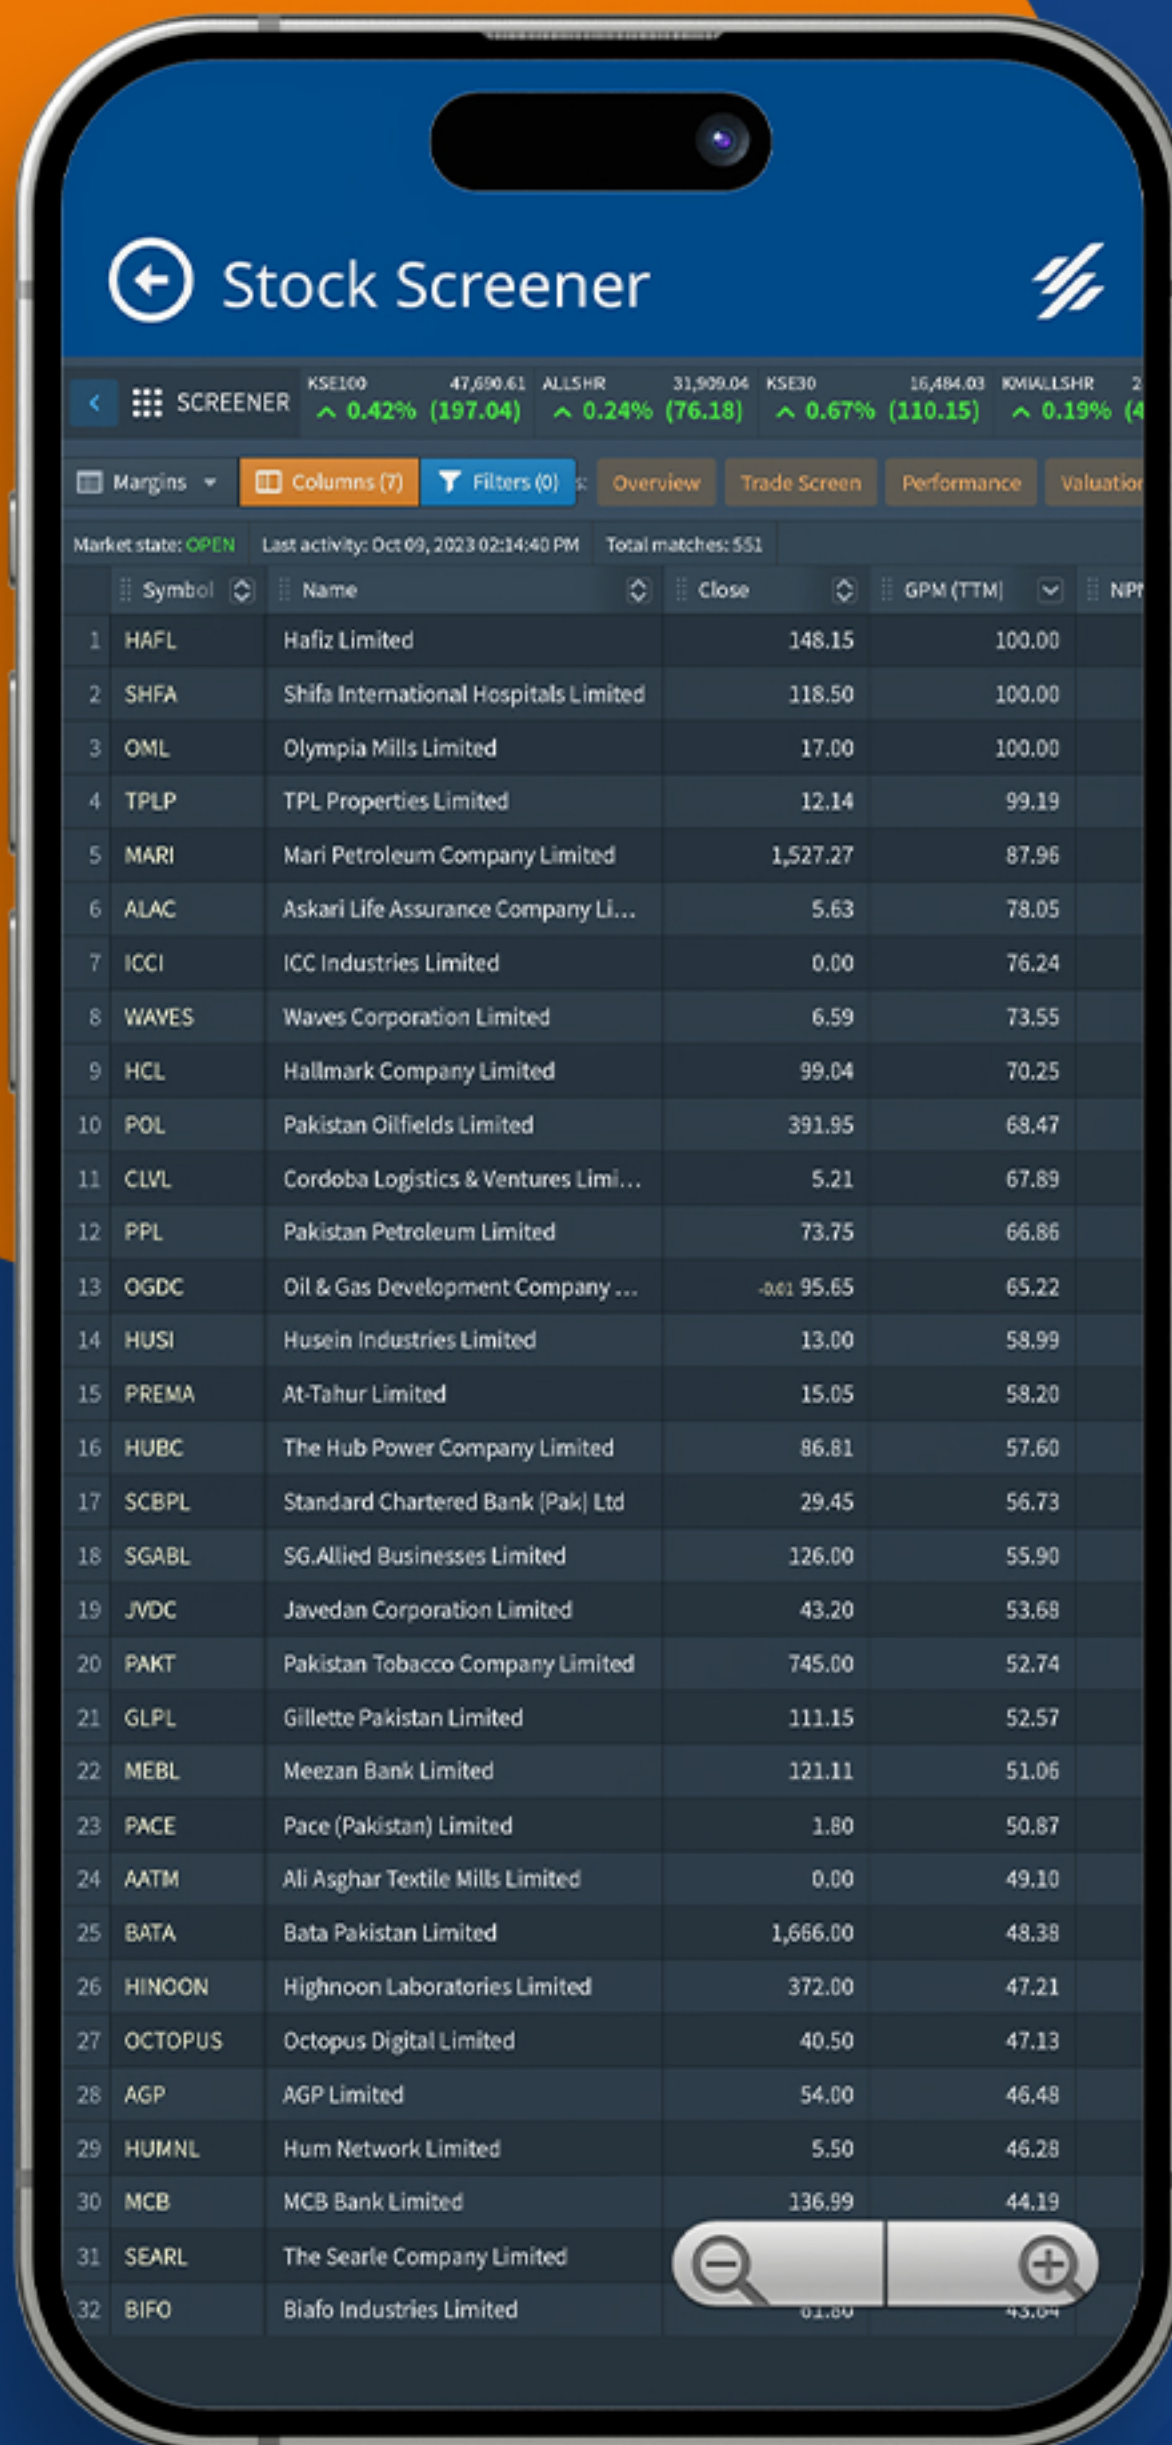 Stock Screener
SCREENER
KSE100 47,690.61
0.42% (197.04)
ALLSHR 31,909.04
0.24% (76.18)
KSE30 16,484.03
0.67% (110.15)
KMIALLSHR 2
0.19% (4
Margins Columns (7) Filters (0) s: Overview Trade Screen Performance Valuation
Market state: OPEN Last activity: Oct 09, 2023 02:14:40 PM Total matches: 551
Symbol Name Close GPM (TTM) NPM
1 HAFL Hafiz Limited 148.15 100.00
2 SHFA Shifa International Hospitals Limited 118.50 100.00
3 OML Olympia Mills Limited 17.00 100.00
4 TPLP TPL Properties Limited 12.14 99.19
5 MARI Mari Petroleum Company Limited 1,527.27 87.96
6 ALAC Askari Life Assurance Company Li... 5.63 78.05
7 ICCI ICC Industries Limited 0.00 76.24
8 WAVES Waves Corporation Limited 6.59 73.55
9 HCL Hallmark Company Limited 99.04 70.25
10 POL Pakistan Oilfields Limited 391.95 68.47
11 CLVL Cordoba Logistics & Ventures Limi... 5.21 67.89
12 PPL Pakistan Petroleum Limited 73.75 66.86
13 OGDC Oil & Gas Development Company ... -0.01 95.65 65.22
14 HUSI Husein Industries Limited 13.00 58.99
15 PREMA At-Tahur Limited 15.05 58.20
16 HUBC The Hub Power Company Limited 86.81 57.60
17 SCBPL Standard Chartered Bank (Pak) Ltd 29.45 56.73
18 SGABL SG.Allied Businesses Limited 126.00 55.90
19 JVDC Javedan Corporation Limited 43.20 53.68
20 PAKT Pakistan Tobacco Company Limited 745.00 52.74
21 GLPL Gillette Pakistan Limited 111.15 52.57
22 MEBL Meezan Bank Limited 121.11 51.06
23 PACE Pace (Pakistan) Limited 1.80 50.87
24 AATM Ali Asghar Textile Mills Limited 0.00 49.10
25 BATA Bata Pakistan Limited 1,666.00 48.38
26 HINOON Highnoon Laboratories Limited 372.00 47.21
27 OCTOPUS Octopus Digital Limited 40.50 47.13
28 AGP AGP Limited 54.00 46.48
29 HUMNL Hum Network Limited 5.50 46.28
30 MCB MCB Bank Limited 136.99 44.19
31 SEARL The Searle Company Limited
32 BIFO Biafo Industries Limited